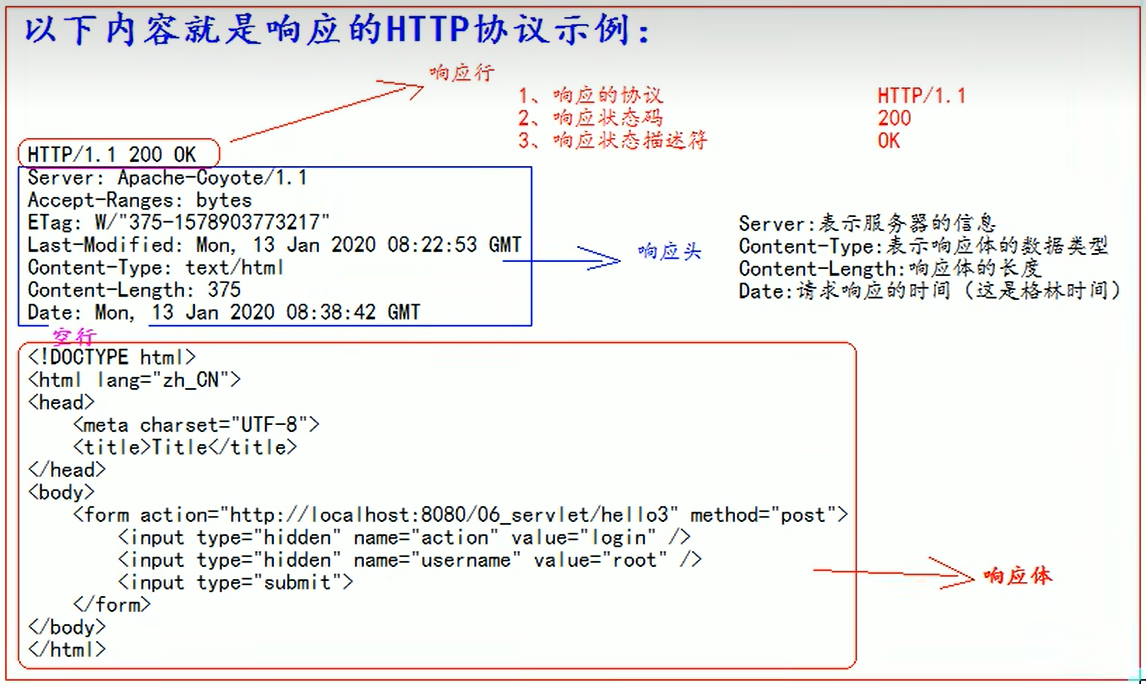 以下内容就是响应的HTTP协议示例：
响应行
1、响应的协议 HTTP/1.1
2、响应状态码 200
3、响应状态描述符 OK
HTTP/1.1 200 OK
Server: Apache-Coyote/1.1
Accept-Ranges: bytes
ETag: W/"375-1578903773217"
Last-Modified: Mon, 13 Jan 2020 08:22:53 GMT
Content-Type: text/html
Content-Length: 375
Date: Mon, 13 Jan 2020 08:38:42 GMT
响应头
Server:表示服务器的信息
Content-Type:表示响应体的数据类型
Content-Length:响应体的长度
Date:请求响应的时间（这是格林时间）
空行
<!DOCTYPE html>
<html lang="zh_CN">
<head>
    <meta charset="UTF-8">
    <title>Title</title>
</head>
<body>
    <form action="http://localhost:8080/06_servlet/hello3" method="post">
        <input type="hidden" name="action" value="login" />
        <input type="hidden" name="username" value="root" />
        <input type="submit">
    </form>
</body>
</html>
响应体